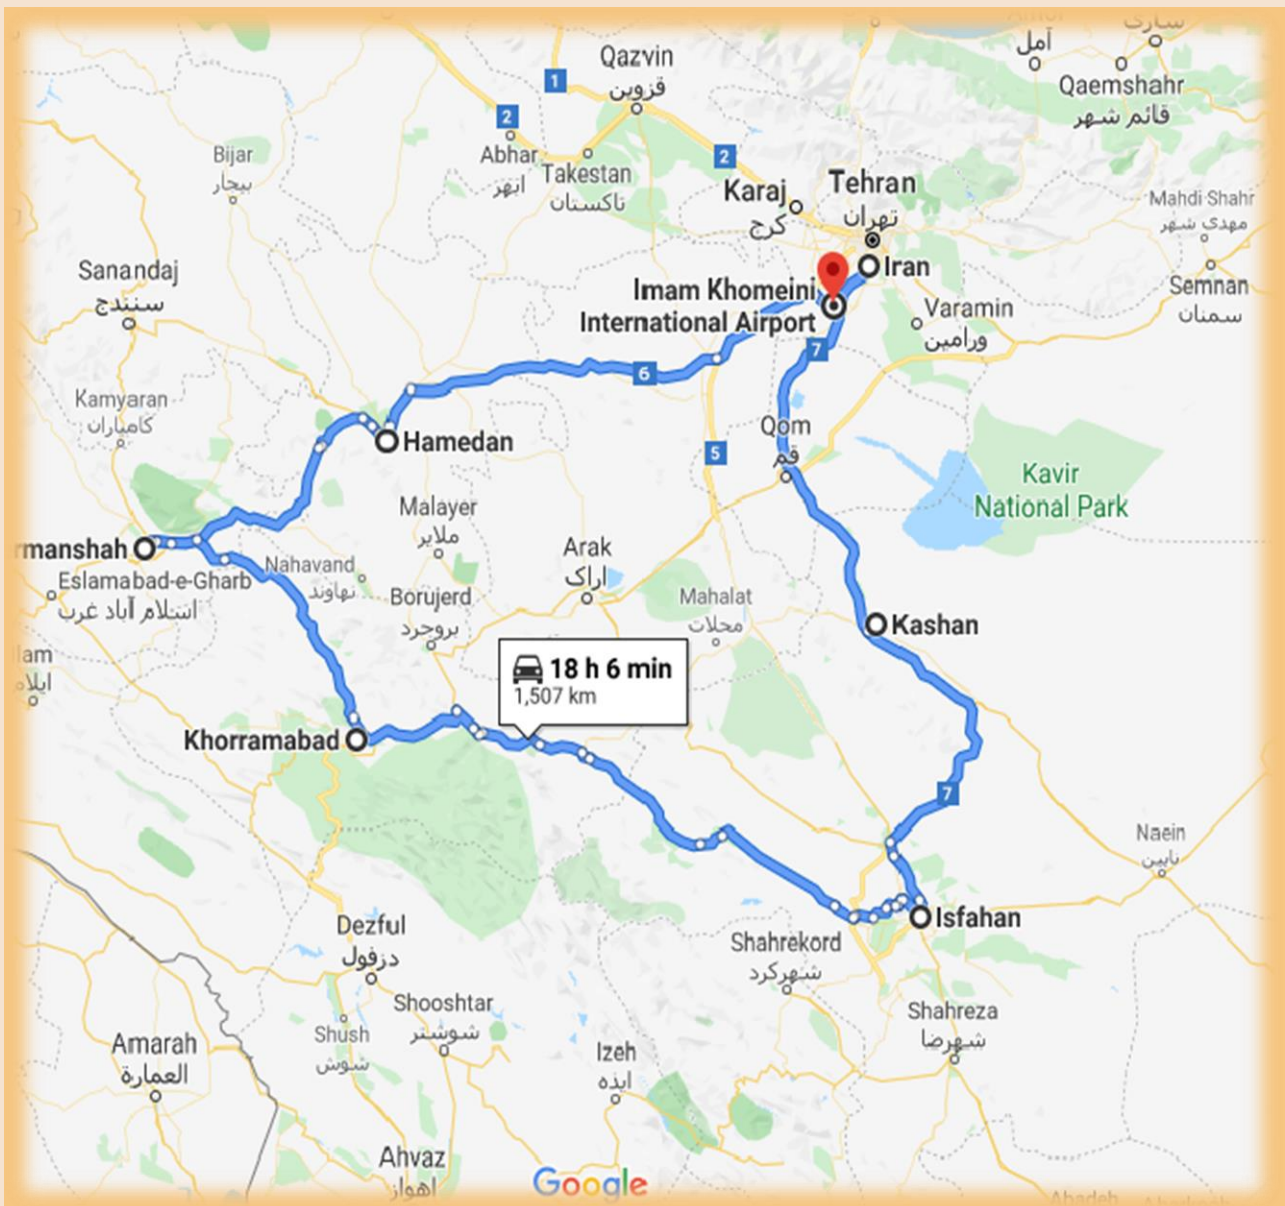 آمل
ساری
Qazvin
قزوین
1
Qaemshahr
قائم شهر
2
Abhar
ابهر
Takestan
تاکستان
2
Bijar
بیجار
Karaj
کرج
Tehran
تهران
Mahdi Shahr
مهدی شهر
Iran
Sanandaj
سنندج
Imam Khomeini
International Airport
Semnan
سمنان
Varamin
ورامین
7
6
Kamyaran
کامیاران
Hamedan
Qom
قم
5
Kavir
National Park
Malayer
ملایر
rmanshah
Arak
اراک
Nahavand
نهاوند
Eslamabad-e-Gharb
اسلام آباد غرب
Borujerd
بروجرد
Mahalat
محلات
Kashan
lam
ایلام
18 h 6 min
1,507 km
Khorramabad
7
Naein
نایین
Isfahan
Dezful
دزفول
Shahrekord
شهرکرد
Shooshtar
شوشتر
Shahreza
شهرضا
Shush
شوش
Amarah
العمارة
Izeh
ایذه
Ahvaz
اهواز
Google
Abadeh